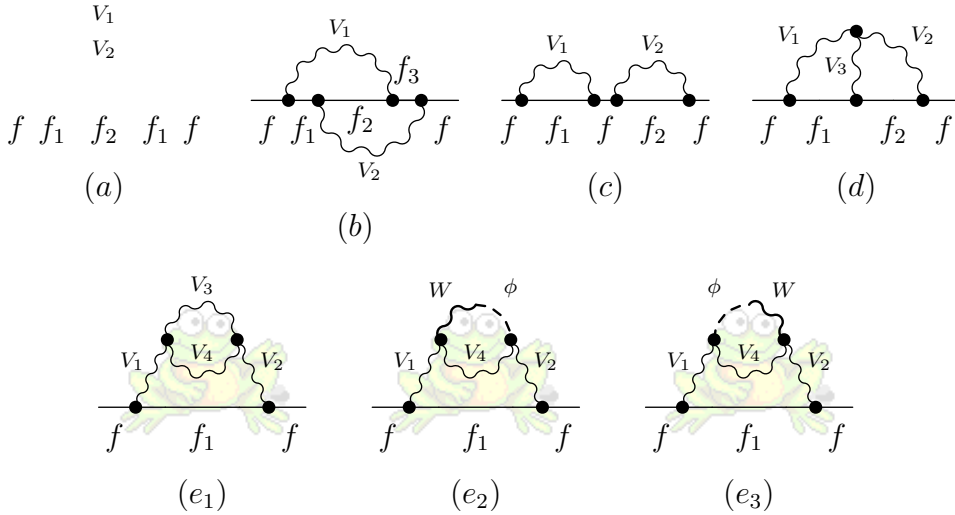 V₁
V₂
f f₁ f₂ f₁ f
(a)
V₁
f₃
f f₁ f₂ f
V₂
(b)
V₁ V₂
f f₁ f f₂ f
(c)
V₁ V₂
V₃
f f₁ f₂ f
(d)
V₃
V₁ V₄ V₂
f f₁ f
(e₁)
W ϕ
V₁ V₄ V₂
f f₁ f
(e₂)
ϕ W
V₁ V₄ V₂
f f₁ f
(e₃)